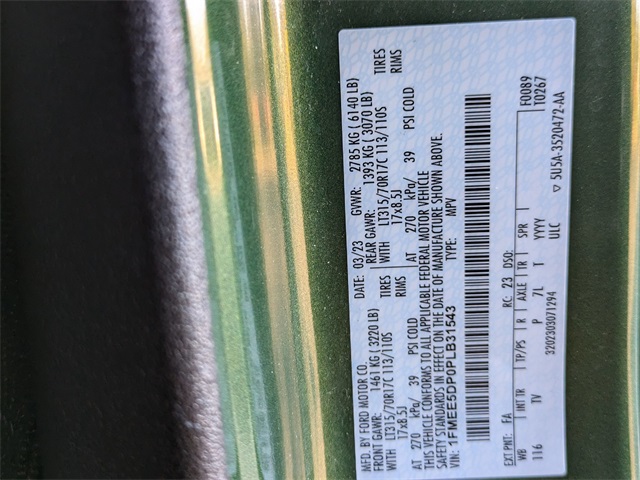 MFD. BY FORD MOTOR CO.
DATE: 03/23 GVWR: 2785 KG ( 6140 LB)
FRONT GAWR: 1461 KG ( 3220 LB) REAR GAWR: 1393 KG ( 3070 LB)
WITH LT315/70R17C 113/110S TIRES WITH LT315/70R17C 113/110S TIRES
17x8.5J RIMS 17x8.5J RIMS
AT 270 kPa/ 39 PSI COLD AT 270 kPa/ 39 PSI COLD
THIS VEHICLE CONFORMS TO ALL APPLICABLE FEDERAL MOTOR VEHICLE
SAFETY STANDARDS IN EFFECT ON THE DATE OF MANUFACTURE SHOWN ABOVE.
VIN: 1FMEE5DP0PLB31543 TYPE: MPV
F0089
T0267
EXT PNT: FA RC: 23 DSO:
WB INT TR TP/PS R AXLE TR SPR
116 TV P 7L T YYYY
3202303071294 ULC
▽ 5U5A-3520472-AA